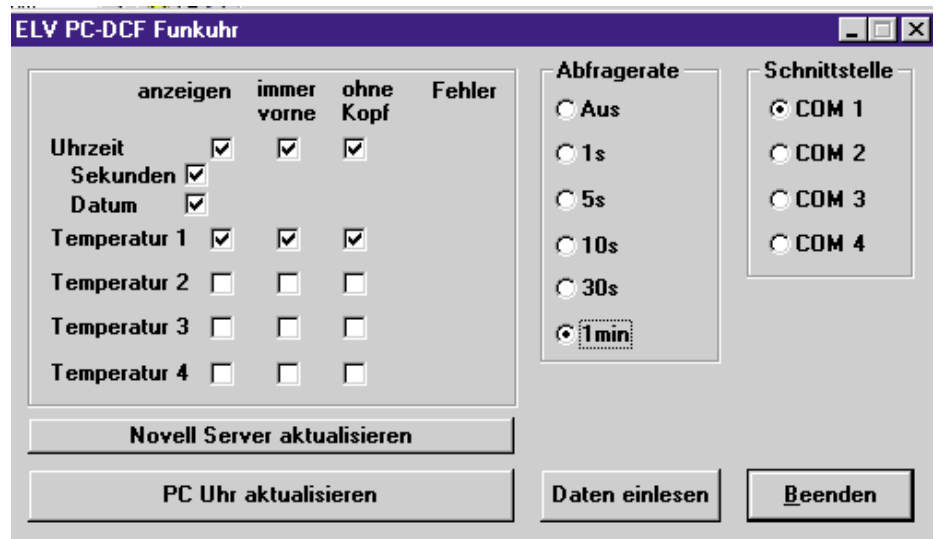 ELV PC-DCF Funkuhr
anzeigen immer vorne ohne Kopf Fehler
Uhrzeit
Sekunden
Datum
Temperatur 1
Temperatur 2
Temperatur 3
Temperatur 4
Abfragerate
Aus
1s
5s
10s
30s
1min
Schnittstelle
COM 1
COM 2
COM 3
COM 4
Novell Server aktualisieren
PC Uhr aktualisieren
Daten einlesen
Beenden